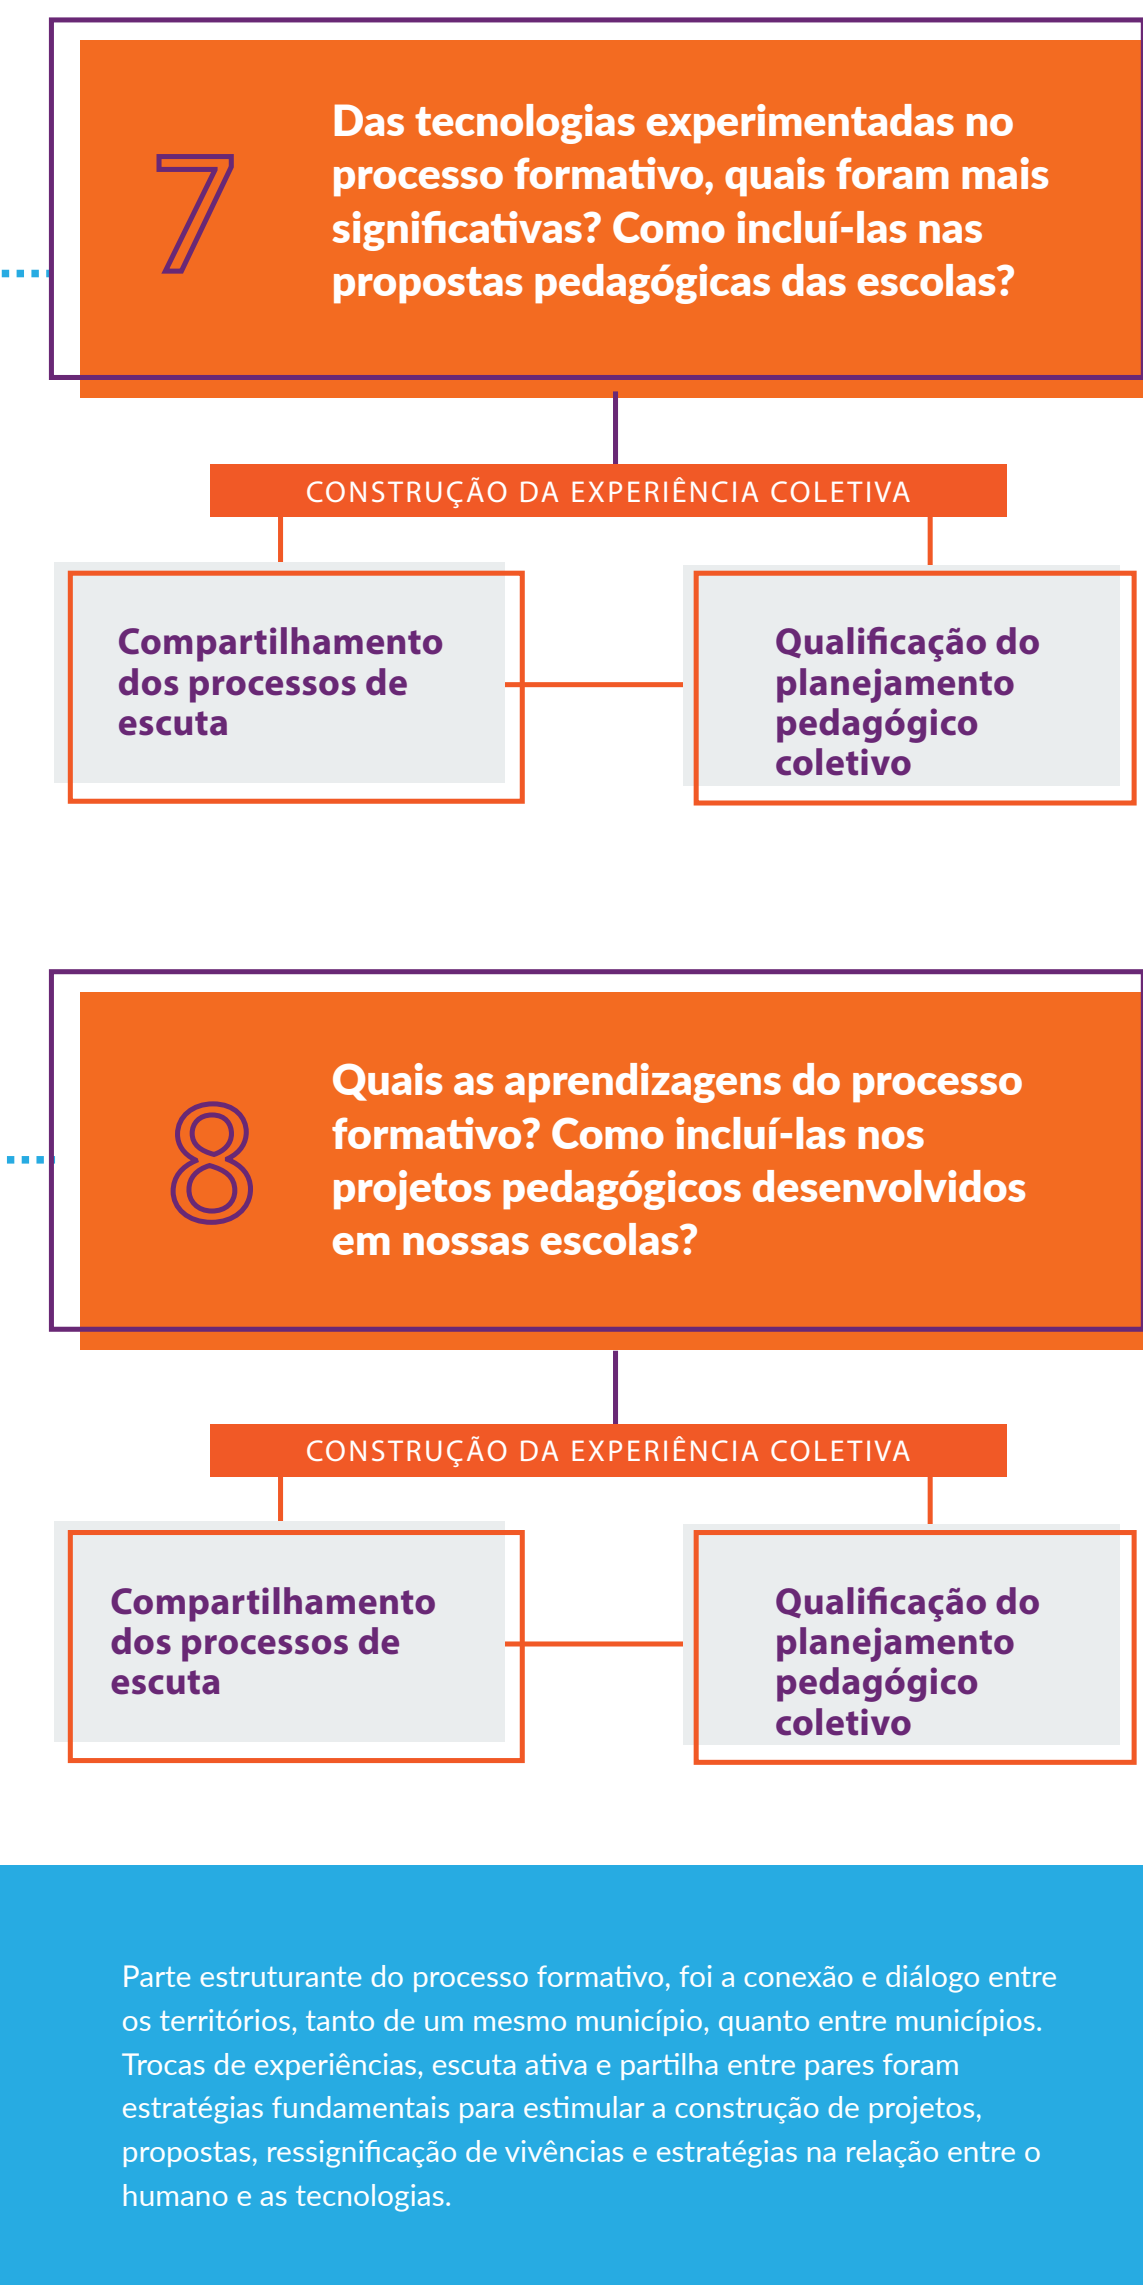 7
Das tecnologias experimentadas no
processo formativo, quais foram mais
significativas? Como incluí-las nas
propostas pedagógicas das escolas?
CONSTRUÇÃO DA EXPERIÊNCIA COLETIVA
Compartilhamento
dos processos de
escuta
Qualificação do
planejamento
pedagógico
coletivo
8
Quais as aprendizagens do processo
formativo? Como incluí-las nos
projetos pedagógicos desenvolvidos
em nossas escolas?
CONSTRUÇÃO DA EXPERIÊNCIA COLETIVA
Compartilhamento
dos processos de
escuta
Qualificação do
planejamento
pedagógico
coletivo
Parte estruturante do processo formativo, foi a conexão e diálogo entre
os territórios, tanto de um mesmo município, quanto entre municípios.
Trocas de experiências, escuta ativa e partilha entre pares foram
estratégias fundamentais para estimular a construção de projetos,
propostas, ressignificação de vivências e estratégias na relação entre o
humano e as tecnologias.